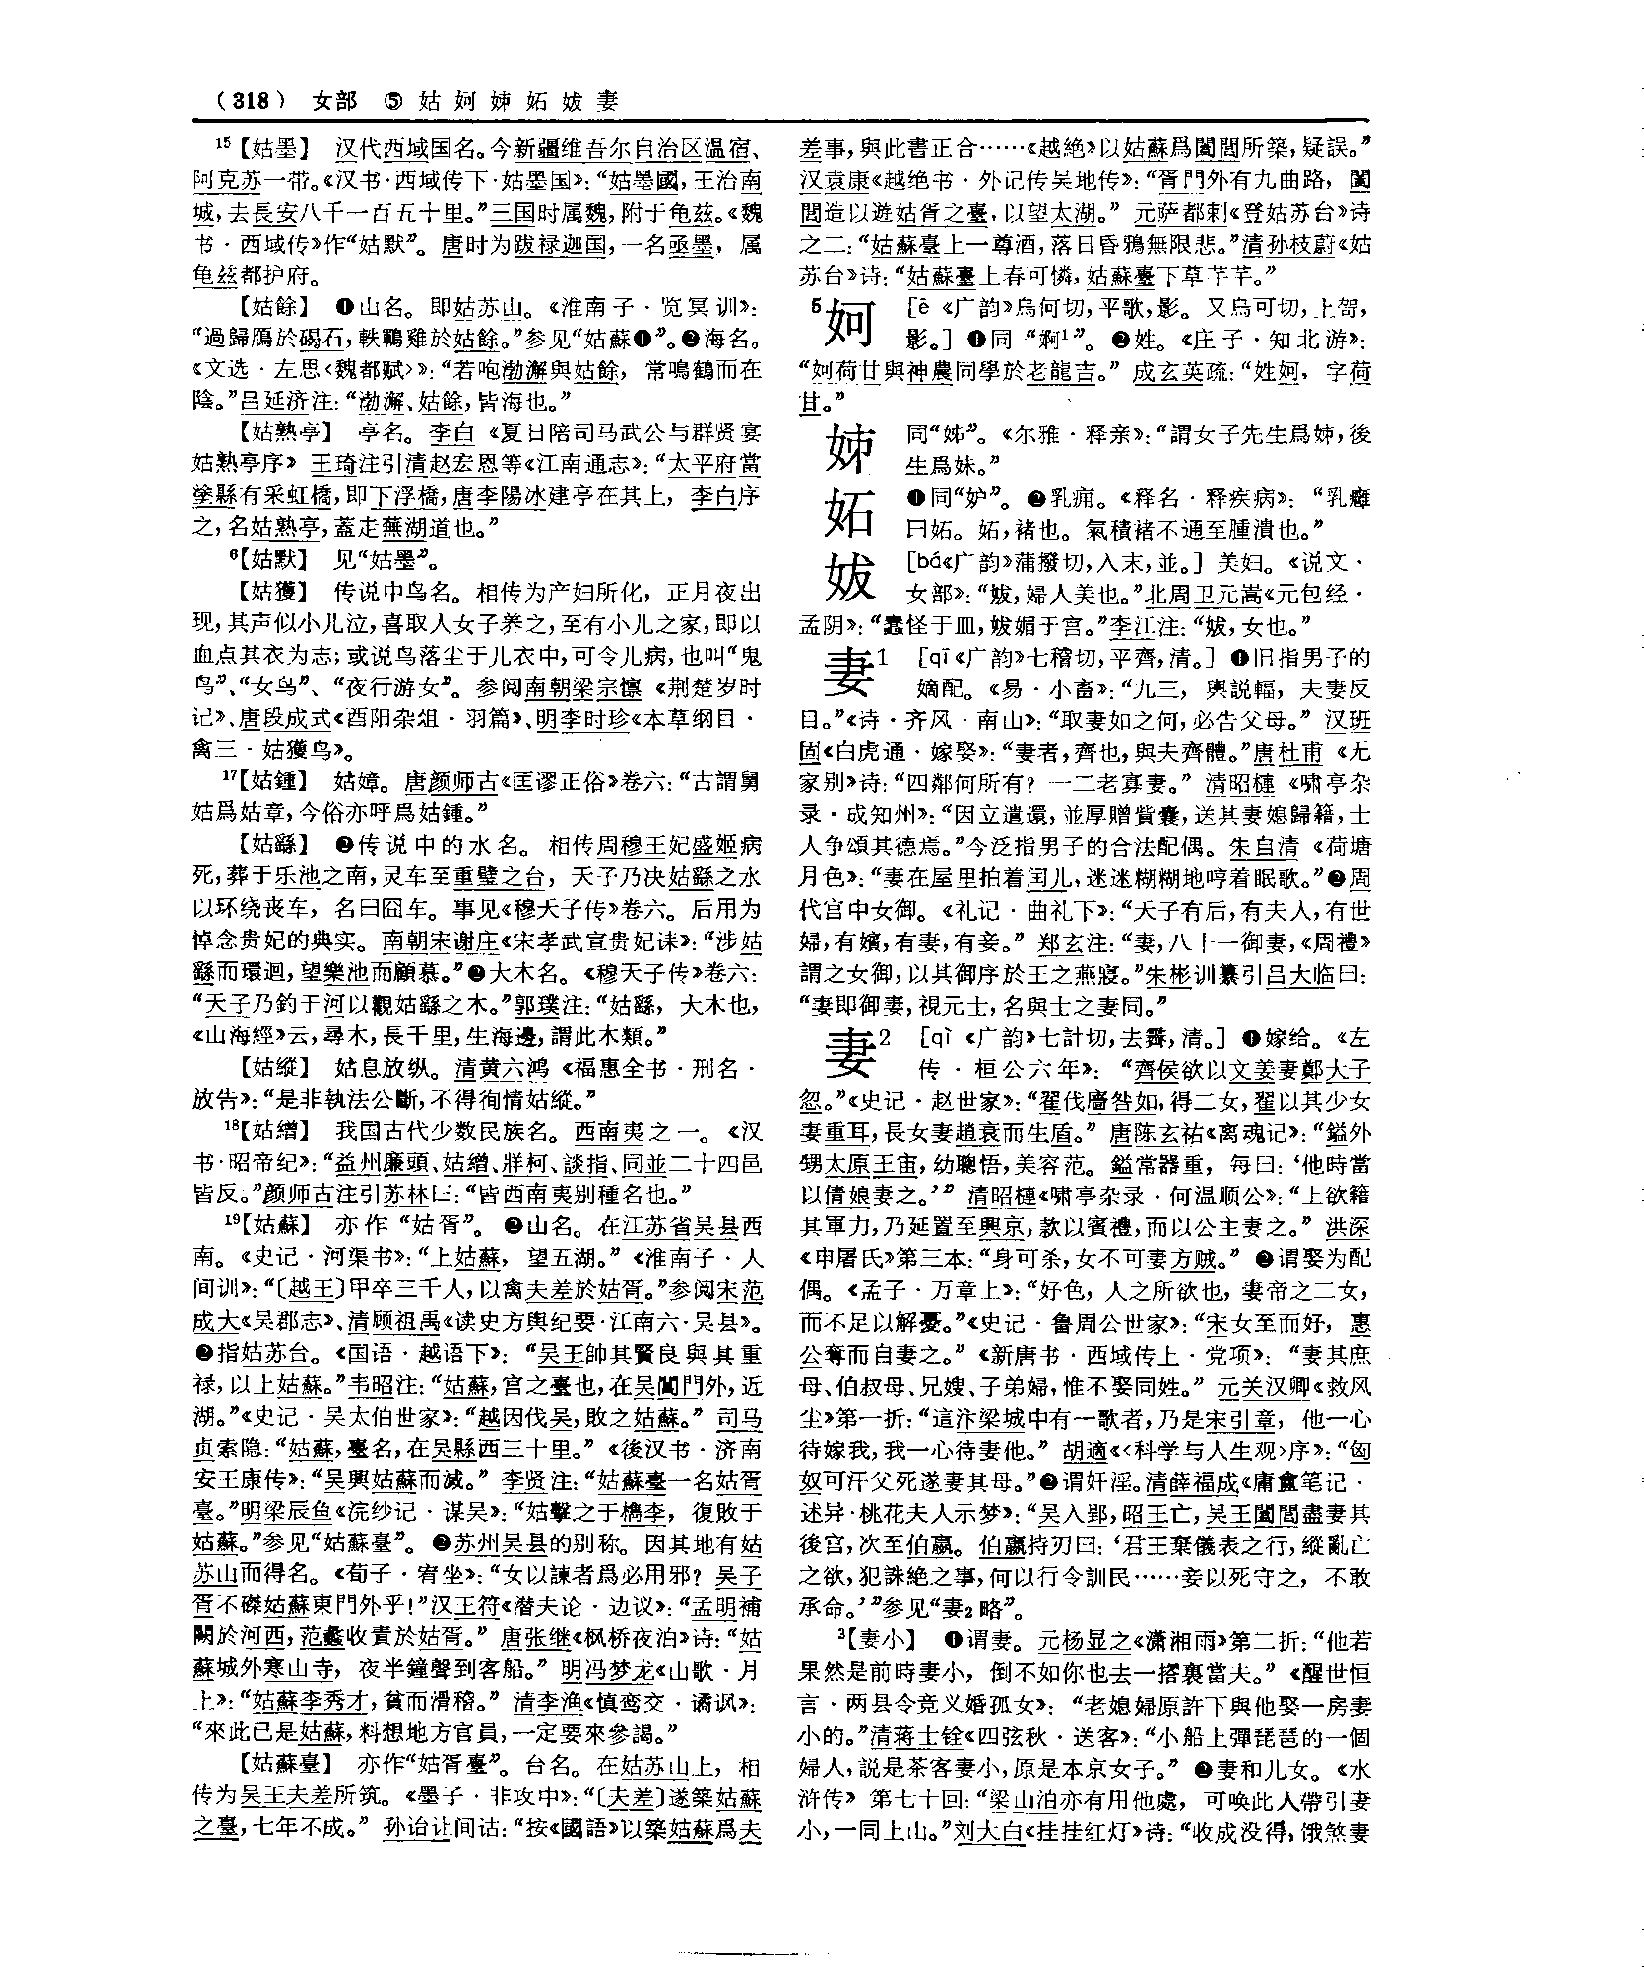 （318） 女部 ⑤ 姑妸姊妬妭妻
¹⁵【姑墨】 汉代西域国名。今新疆维吾尔自治区温宿、
阿克苏一带。《汉书·西域传下·姑墨国》：“姑墨國，王治南
城，去長安八千一百五十里。”三国时属魏，附于龟兹。《魏
书·西域传》作“姑默”。唐时为跋禄迦国，一名亟墨，属
龟兹都护府。
【姑餘】 ❶山名。即姑苏山。《淮南子·览冥训》：
“過歸鴈於碣石，軼鶤雞於姑餘。”参见“姑蘇❶”。❷海名。
《文选·左思<魏都赋>》：“若咆渤澥與姑餘，常鳴鶴而在
陰。”吕延济注：“渤澥、姑餘，皆海也。”
【姑熟亭】 亭名。李白《夏日陪司马武公与群贤宴
姑熟亭序》王琦注引清赵宏恩等《江南通志》：“太平府當
塗縣有采虹橋，即下浮橋，唐李陽冰建亭在其上，李白序
之，名姑熟亭，蓋走蕪湖道也。”
⁶【姑默】 见“姑墨”。
【姑獲】 传说中鸟名。相传为产妇所化，正月夜出
现，其声似小儿泣，喜取人女子养之，至有小儿之家，即以
血点其衣为志；或说鸟落尘于儿衣中，可令儿病，也叫“鬼
鸟”、“女鸟”、“夜行游女”。参阅南朝梁宗懔《荆楚岁时
记》、唐段成式《酉阳杂俎·羽篇》、明李时珍《本草纲目·
禽三·姑獲鸟》。
¹⁷【姑鍾】 姑嫜。唐颜师古《匡谬正俗》卷六：“古謂舅
姑爲姑章，今俗亦呼爲姑鍾。”
【姑繇】 ❷传说中的水名。相传周穆王妃盛姬病
死，葬于乐池之南，灵车至重璧之台，天子乃决姑繇之水
以环绕丧车，名曰囧车。事见《穆天子传》卷六。后用为
悼念贵妃的典实。南朝宋谢庄《宋孝武宣贵妃诔》：“涉姑
繇而環迴，望樂池而顧慕。”❷大木名。《穆天子传》卷六：
“天子乃釣于河以觀姑繇之木。”郭璞注：“姑繇，大木也，
《山海經》云，尋木，長千里，生海邊，謂此木類。”
【姑縱】 姑息放纵。清黄六鸿《福惠全书·刑名·
放告》：“是非執法公斷，不得徇情姑縱。”
¹⁸【姑繒】 我国古代少数民族名。西南夷之一。《汉
书·昭帝纪》：“益州廉頭、姑繒、牂柯、談指、同並二十四邑
皆反。”颜师古注引苏林曰：“皆西南夷别種名也。”
¹⁹【姑蘇】 亦作“姑胥”。❷山名。在江苏省吴县西
南。《史记·河渠书》：“上姑蘇，望五湖。”《淮南子·人
间训》：“〔越王〕甲卒三千人，以禽夫差於姑胥。”参阅宋范
成大《吴郡志》、清顾祖禹《读史方舆纪要·江南六·吴县》。
❷指姑苏台。《国语·越语下》：“吴王帥其賢良與其重
禄，以上姑蘇。”韦昭注：“姑蘇，宫之臺也，在吴閶門外，近
湖。”《史记·吴太伯世家》：“越因伐吴，敗之姑蘇。”司马
贞索隐：“姑蘇，臺名，在吴縣西三十里。”《後汉书·济南
安王康传》：“吴興姑蘇而滅。”李贤注：“姑蘇臺一名姑胥
臺。”明梁辰鱼《浣纱记·谋吴》：“姑擊之于檇李，復敗于
姑蘇。”参见“姑蘇臺”。❷苏州吴县的别称。因其地有姑
苏山而得名。《荀子·宥坐》：“女以諫者爲必用邪？吴子
胥不磔姑蘇東門外乎！”汉王符《潜夫论·边议》：“孟明補
闕於河西，范蠡收責於姑胥。”唐张继《枫桥夜泊》诗：“姑
蘇城外寒山寺，夜半鐘聲到客船。”明冯梦龙《山歌·月
上》：“姑蘇李秀才，貧而滑稽。”清李渔《慎鸾交·谲讽》：
“來此已是姑蘇，料想地方官員，一定要來參謁。”
【姑蘇臺】 亦作“姑胥臺”。台名。在姑苏山上，相
传为吴王夫差所筑。《墨子·非攻中》：“〔夫差〕遂築姑蘇
之臺，七年不成。”孙诒让间诂：“按《國語》以築姑蘇爲夫
差事，與此書正合……《越絶》以姑蘇爲闔閭所築，疑誤。”
汉袁康《越绝书·外记传吴地传》：“胥門外有九曲路，闔
閭造以遊姑胥之臺，以望太湖。”元萨都剌《登姑苏台》诗
之二：“姑蘇臺上一尊酒，落日昏鴉無限悲。”清孙枝蔚《姑
苏台》诗：“姑蘇臺上春可憐，姑蘇臺下草芊芊。”
⁵妸 [ē《广韵》烏何切，平歌，影。又烏可切，上哿，
影。] ❶同“婀¹”。❷姓。《庄子·知北游》：
“妸荷甘與神農同學於老龍吉。”成玄英疏：“姓妸，字荷
甘。”
姊 同“姊”。《尔雅·释亲》：“謂女子先生爲姊，後
生爲妹。”
妬 ❶同“妒”。❷乳痈。《释名·释疾病》：“乳癰
曰妬。妬，褚也。氣積褚不通至腫潰也。”
妭 [bá《广韵》蒲撥切，入末，並。] 美妇。《说文·
女部》：“妭，婦人美也。”北周卫元嵩《元包经·
孟阴》：“蠹怪于皿，妭媚于宫。”李江注：“妭，女也。”
妻¹ [qī《广韵》七稽切，平齊，清。] ❶旧指男子的
嫡配。《易·小畜》：“九三，輿説輻，夫妻反
目。”《诗·齐风·南山》：“取妻如之何，必告父母。”汉班
固《白虎通·嫁娶》：“妻者，齊也，與夫齊體。”唐杜甫《无
家别》诗：“四鄰何所有？一二老寡妻。”清昭槤《啸亭杂
录·成知州》：“因立遣還，並厚贈貲囊，送其妻媳歸籍，士
人争頌其德焉。”今泛指男子的合法配偶。朱自清《荷塘
月色》：“妻在屋里拍着闰儿，迷迷糊糊地哼着眠歌。”❷周
代宫中女御。《礼记·曲礼下》：“天子有后，有夫人，有世
婦，有嬪，有妻，有妾。”郑玄注：“妻，八十一御妻，《周禮》
謂之女御，以其御序於王之燕寢。”朱彬训纂引吕大临曰：
“妻即御妻，視元士，名與士之妻同。”
妻² [qì《广韵》七計切，去霽，清。] ❶嫁给。《左
传·桓公六年》：“齊侯欲以文姜妻鄭大子
忽。”《史记·赵世家》：“翟伐廧咎如，得二女，翟以其少女
妻重耳，長女妻趙衰而生盾。”唐陈玄祐《离魂记》：“鎰外
甥太原王宙，幼聰悟，美容范。鎰常器重，每曰：‘他時當
以倩娘妻之。’”清昭槤《啸亭杂录·何温顺公》：“上欲籍
其軍力，乃延置至興京，款以賓禮，而以公主妻之。”洪深
《申屠氏》第三本：“身可杀，女不可妻方贼。”❷谓娶为配
偶。《孟子·万章上》：“好色，人之所欲也，妻帝之二女，
而不足以解憂。”《史记·鲁周公世家》：“宋女至而好，惠
公奪而自妻之。”《新唐书·西域传上·党项》：“妻其庶
母、伯叔母、兄嫂、子弟婦，惟不娶同姓。”元关汉卿《救风
尘》第一折：“這汴梁城中有一歌者，乃是宋引章，他一心
待嫁我，我一心待妻他。”胡適《<科学与人生观>序》：“匈
奴可汗父死遂妻其母。”❷谓奸淫。清薛福成《庸盦笔记·
述异·桃花夫人示梦》：“吴入郢，昭王亡，吴王闔閭盡妻其
後宫，次至伯嬴。伯嬴持刃曰：‘君王棄儀表之行，縱亂亡
之欲，犯誅絶之事，何以行令訓民……妾以死守之，不敢
承命。’”参见“妻₂略”。
³【妻小】 ❶谓妻。元杨显之《潇湘雨》第二折：“他若
果然是前時妻小，倒不如你也去一搭裏當夫。”《醒世恒
言·两县令竞义婚孤女》：“老媳婦原許下與他娶一房妻
小的。”清蒋士铨《四弦秋·送客》：“小船上彈琵琶的一個
婦人，説是茶客妻小，原是本京女子。”❷妻和儿女。《水
浒传》第七十回：“梁山泊亦有用他處，可唤此人帶引妻
小，一同上山。”刘大白《挂挂红灯》诗：“收成没得，饿煞妻